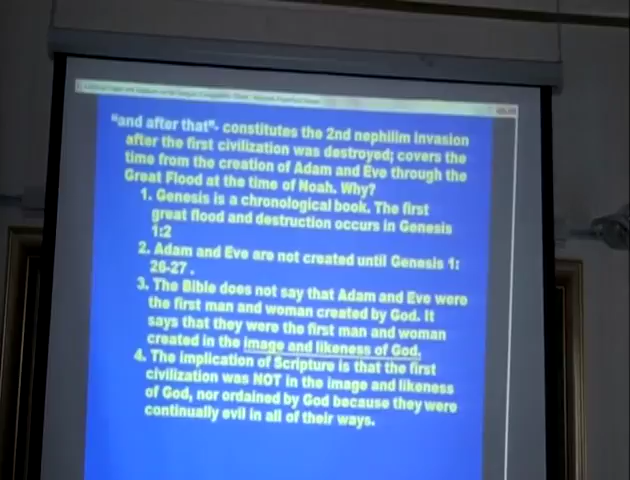 "and after that"- constitutes the 2nd nephilim invasion
after the first civilization was destroyed; covers the
time from the creation of Adam and Eve through the
Great Flood at the time of Noah. Why?
1. Genesis is a chronological book. The first
great flood and destruction occurs in Genesis
1:2
2. Adam and Eve are not created until Genesis 1:
26-27 .
3. The Bible does not say that Adam and Eve were
the first man and woman created by God. It
says that they were the first man and woman
created in the image and likeness of God.
4. The implication of Scripture is that the first
civilization was NOT in the image and likeness
of God, nor ordained by God because they were
continually evil in all of their ways.